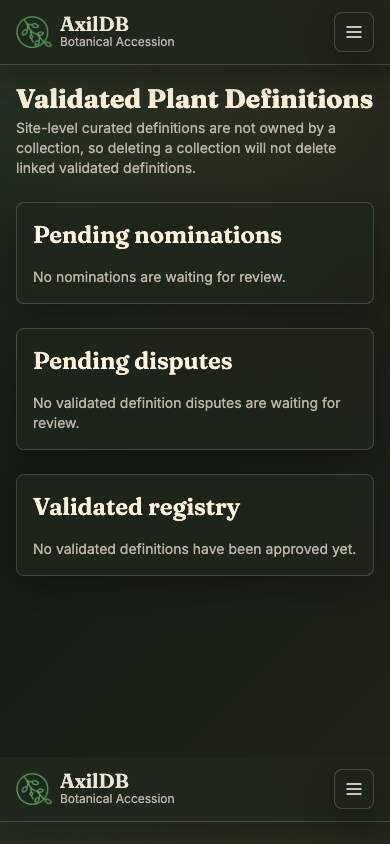 AxilDB
Botanical Accession
Validated Plant Definitions
Site-level curated definitions are not owned by a
collection, so deleting a collection will not delete
linked validated definitions.
Pending nominations
No nominations are waiting for review.
Pending disputes
No validated definition disputes are waiting for
review.
Validated registry
No validated definitions have been approved yet.
AxilDB
Botanical Accession